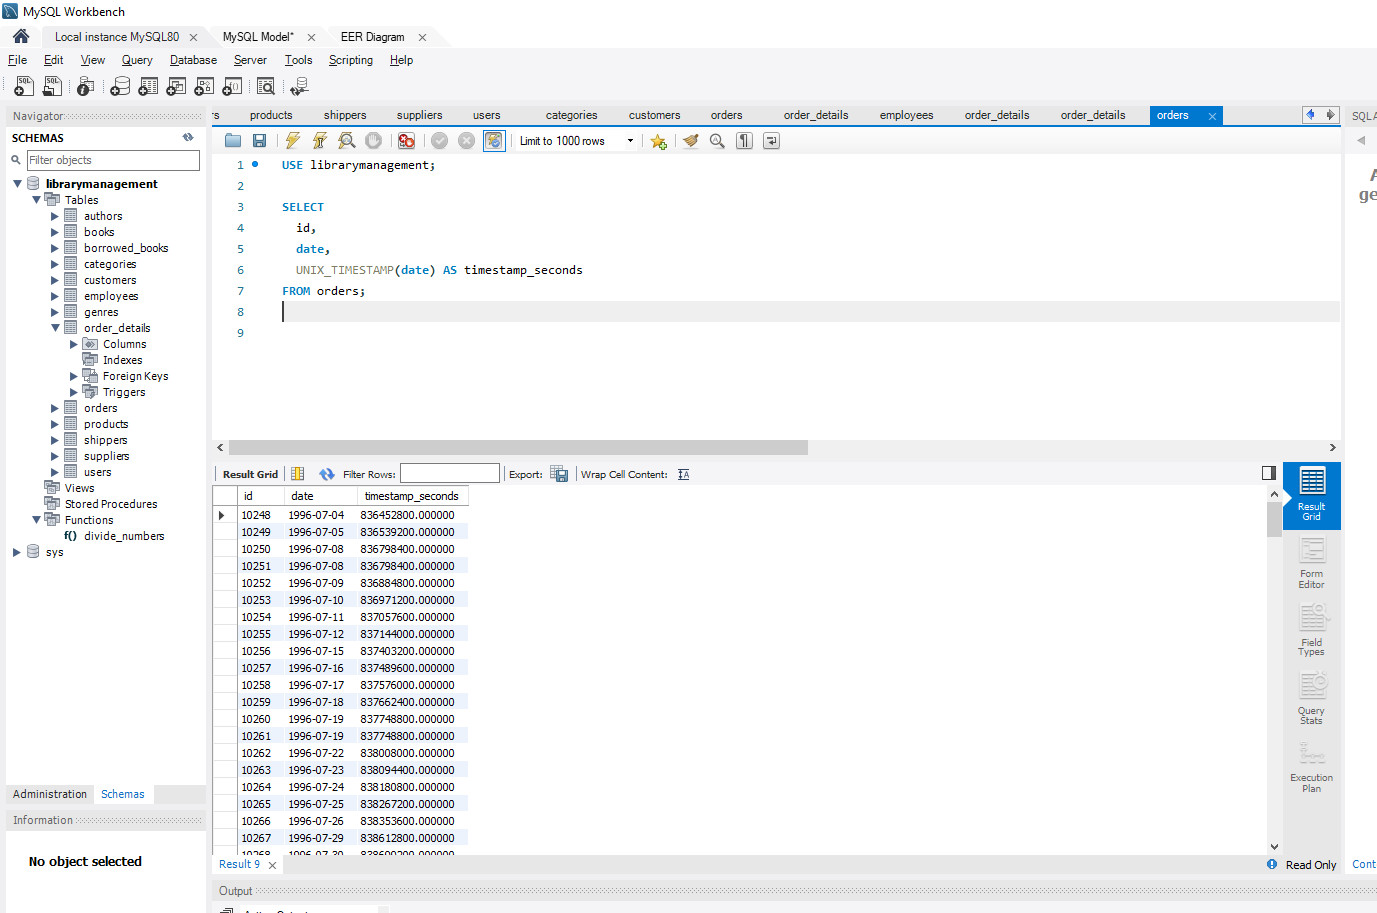 MySQL Workbench
Local instance MySQL80
MySQL Model*
EER Diagram
File Edit View Query Database Server Tools Scripting Help
Navigator
SCHEMAS
Filter objects
librarymanagement
Tables
authors
books
borrowed_books
categories
customers
employees
genres
order_details
Columns
Indexes
Foreign Keys
Triggers
orders
products
shippers
suppliers
users
Views
Stored Procedures
Functions
f() divide_numbers
sys
Administration Schemas
Information
No object selected
products shippers suppliers users categories customers orders order_details employees order_details order_details orders
Limit to 1000 rows
1 USE librarymanagement;
2
3 SELECT
4 id,
5 date,
6 UNIX_TIMESTAMP(date) AS timestamp_seconds
7 FROM orders;
8
9
Result Grid Filter Rows: Export: Wrap Cell Content:
id date timestamp_seconds
10248 1996-07-04 836452800.000000
10249 1996-07-05 836539200.000000
10250 1996-07-08 836798400.000000
10251 1996-07-08 836798400.000000
10252 1996-07-09 836884800.000000
10253 1996-07-10 836971200.000000
10254 1996-07-11 837057600.000000
10255 1996-07-12 837144000.000000
10256 1996-07-15 837403200.000000
10257 1996-07-16 837489600.000000
10258 1996-07-17 837576000.000000
10259 1996-07-18 837662400.000000
10260 1996-07-19 837748800.000000
10261 1996-07-19 837748800.000000
10262 1996-07-22 838008000.000000
10263 1996-07-23 838094400.000000
10264 1996-07-24 838180800.000000
10265 1996-07-25 838267200.000000
10266 1996-07-26 838353600.000000
10267 1996-07-29 838612800.000000
Result Grid
Form Editor
Field Types
Query Stats
Execution Plan
Result 9
Read Only
Output